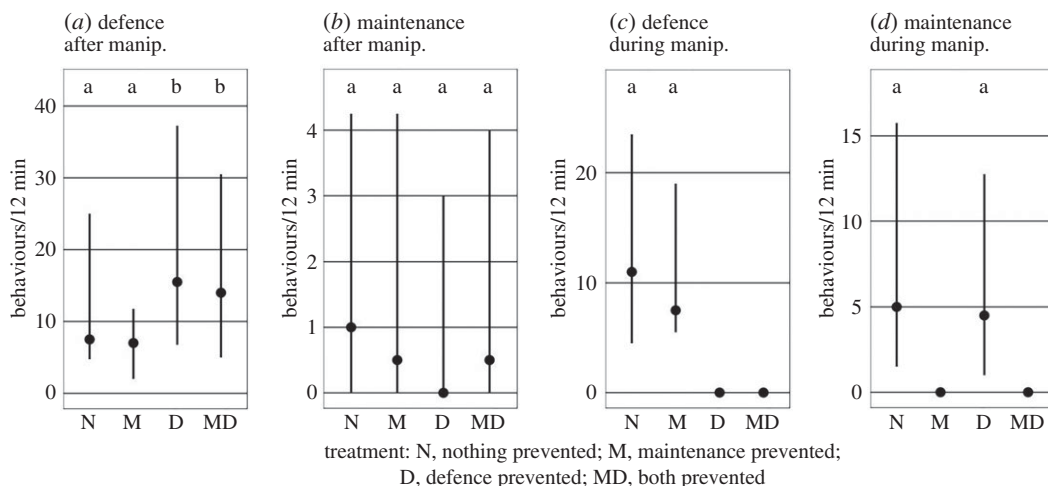 (a) defence
after manip.
(b) maintenance
after manip.
(c) defence
during manip.
(d) maintenance
during manip.
behaviours/12 min
40
30
20
10
0
a a b b
N M D MD
behaviours/12 min
4
3
2
1
0
a a a a
N M D MD
behaviours/12 min
20
10
0
a a
N M D MD
behaviours/12 min
15
10
5
0
a a
N M D MD
treatment: N, nothing prevented; M, maintenance prevented;
D, defence prevented; MD, both prevented